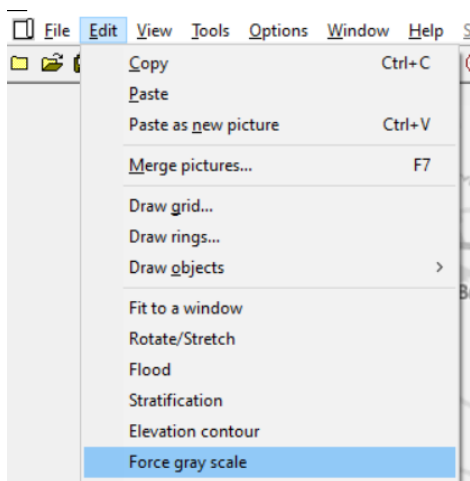 File Edit View Tools Options Window Help S
Copy Ctrl+C
Paste
Paste as new picture Ctrl+V
Merge pictures... F7
Draw grid...
Draw rings...
Draw objects
Fit to a window
Rotate/Stretch
Flood
Stratification
Elevation contour
Force gray scale